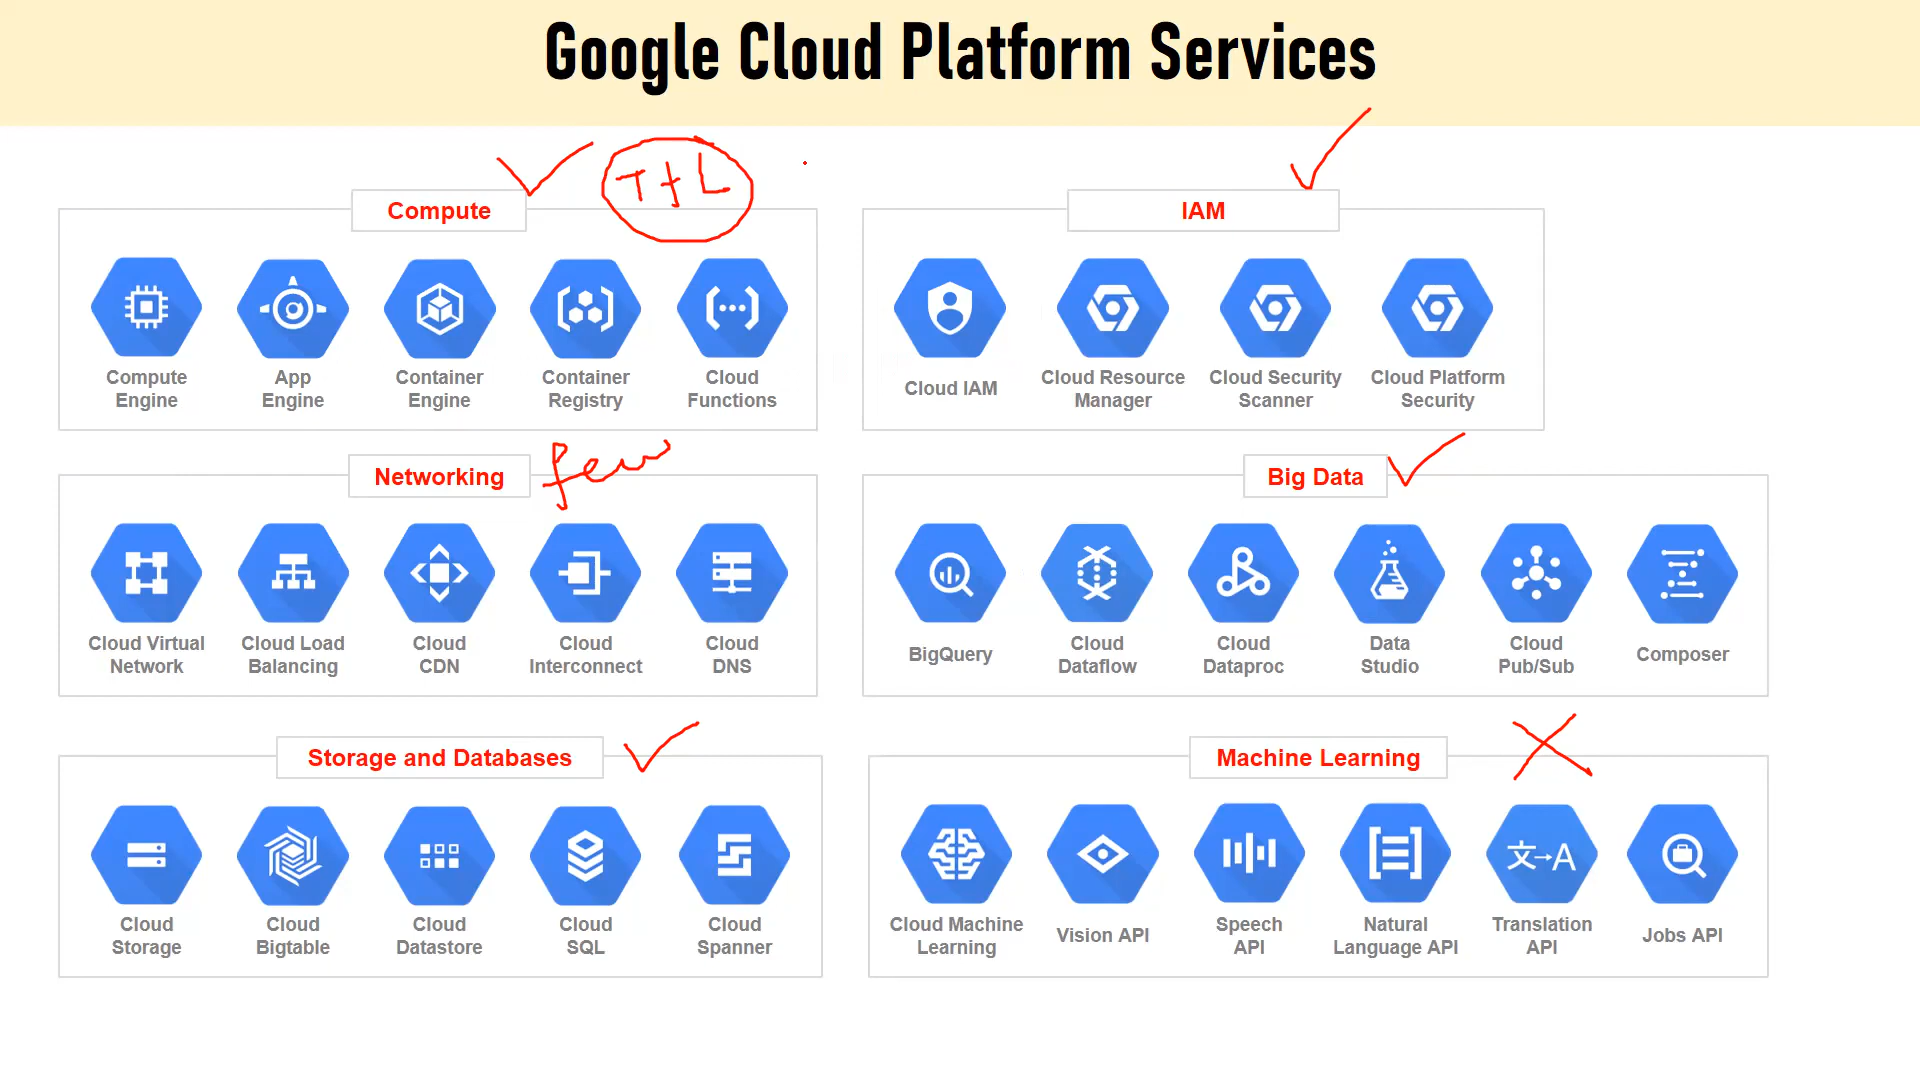 Google Cloud Platform Services
T+L
Compute
Compute Engine
App Engine
Container Engine
Container Registry
Cloud Functions
IAM
Cloud IAM
Cloud Resource Manager
Cloud Security Scanner
Cloud Platform Security
Networking
few
Cloud Virtual Network
Cloud Load Balancing
Cloud CDN
Cloud Interconnect
Cloud DNS
Big Data
BigQuery
Cloud Dataflow
Cloud Dataproc
Data Studio
Cloud Pub/Sub
Composer
Storage and Databases
Cloud Storage
Cloud Bigtable
Cloud Datastore
Cloud SQL
Cloud Spanner
Machine Learning
文→A
Cloud Machine Learning
Vision API
Speech API
Natural Language API
Translation API
Jobs API